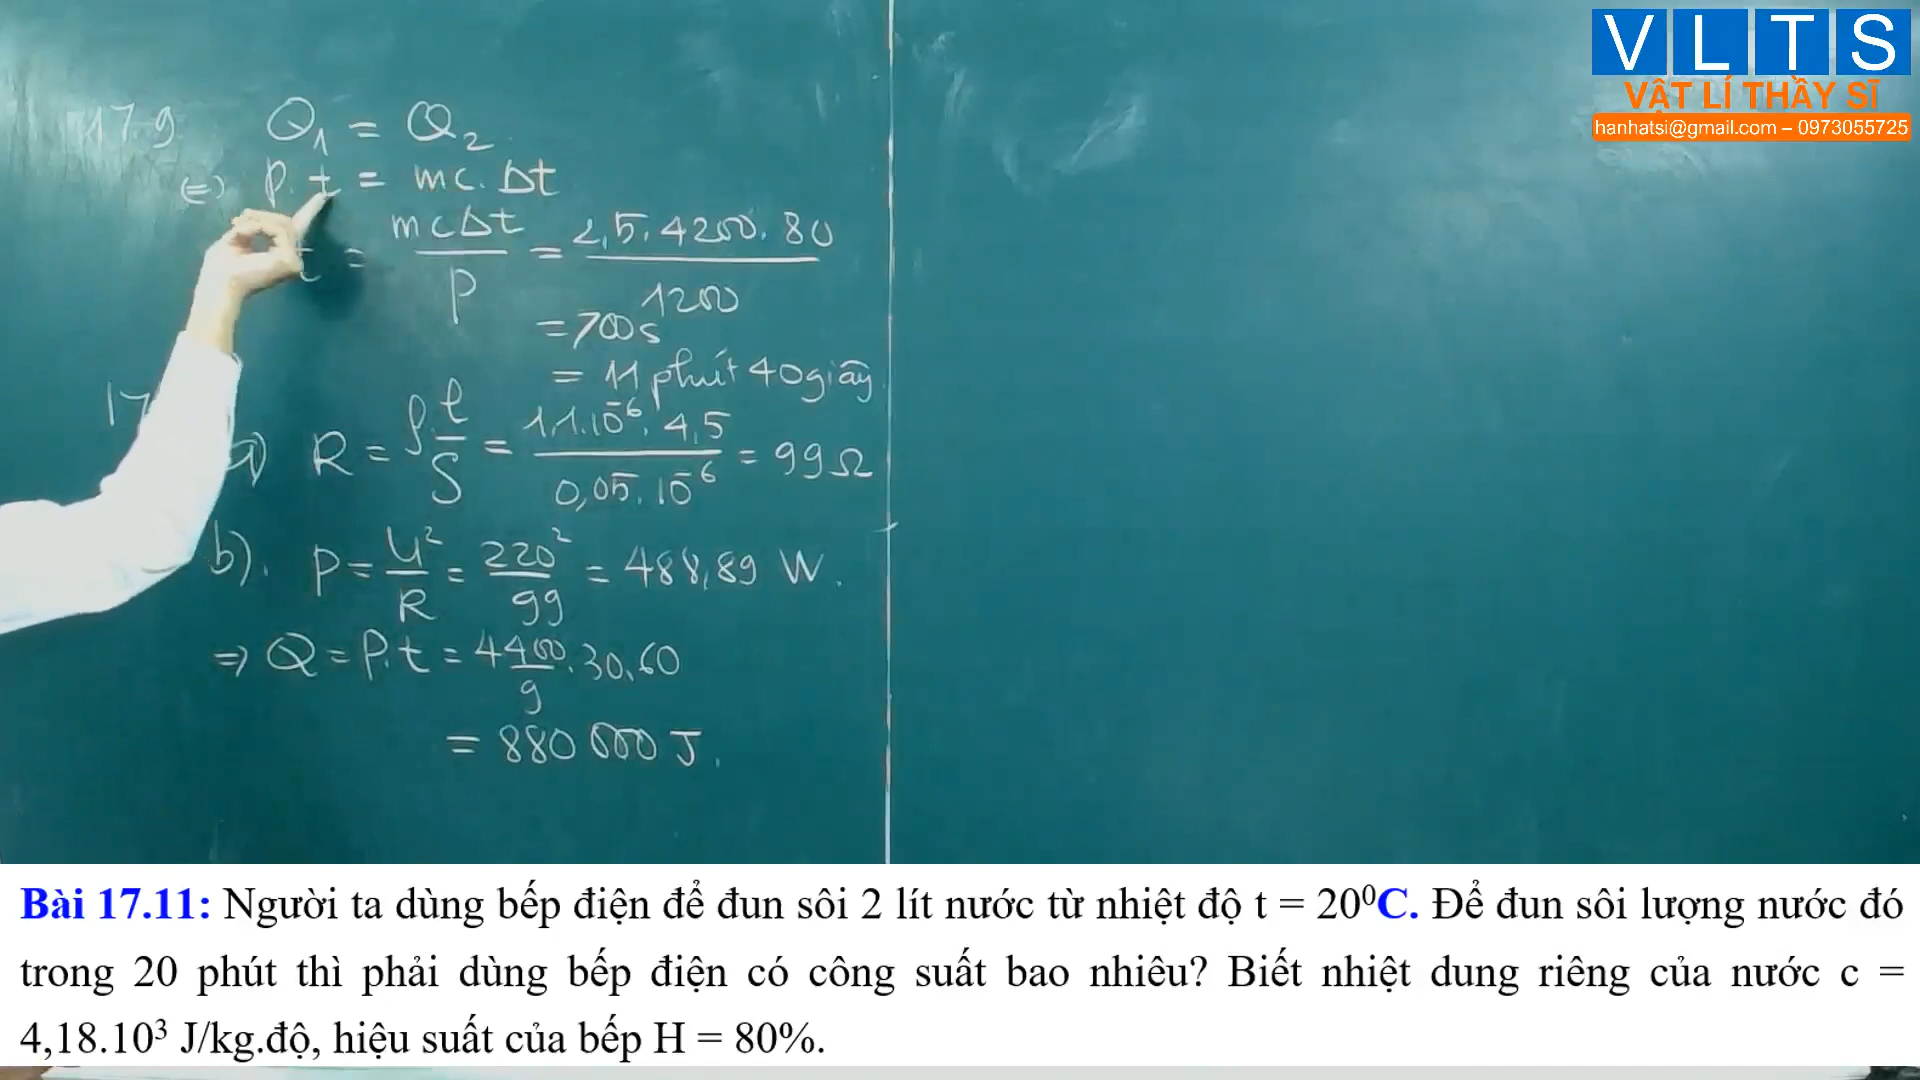 VLTS
VẬT LÍ THẦY SĨ
hanhatsi@gmail.com – 0973055725
17.9 Q₁ = Q₂
⇔ P.t = mc.Δt
t = mcΔt / P = 2,5.4200.80 / 1200
= 700s
= 11 phút 40 giây
17
a) R = ρ.ℓ/S = 1,1.10⁻⁶.4,5 / 0,05.10⁻⁶ = 99Ω
b). P = U²/R = 220²/99 = 488,89 W.
⇒ Q = P.t = 4400/9 .30.60
= 880 000 J.
Bài 17.11: Người ta dùng bếp điện để đun sôi 2 lít nước từ nhiệt độ t = 20⁰C. Để đun sôi lượng nước đó
trong 20 phút thì phải dùng bếp điện có công suất bao nhiêu? Biết nhiệt dung riêng của nước c =
4,18.10³ J/kg.độ, hiệu suất của bếp H = 80%.